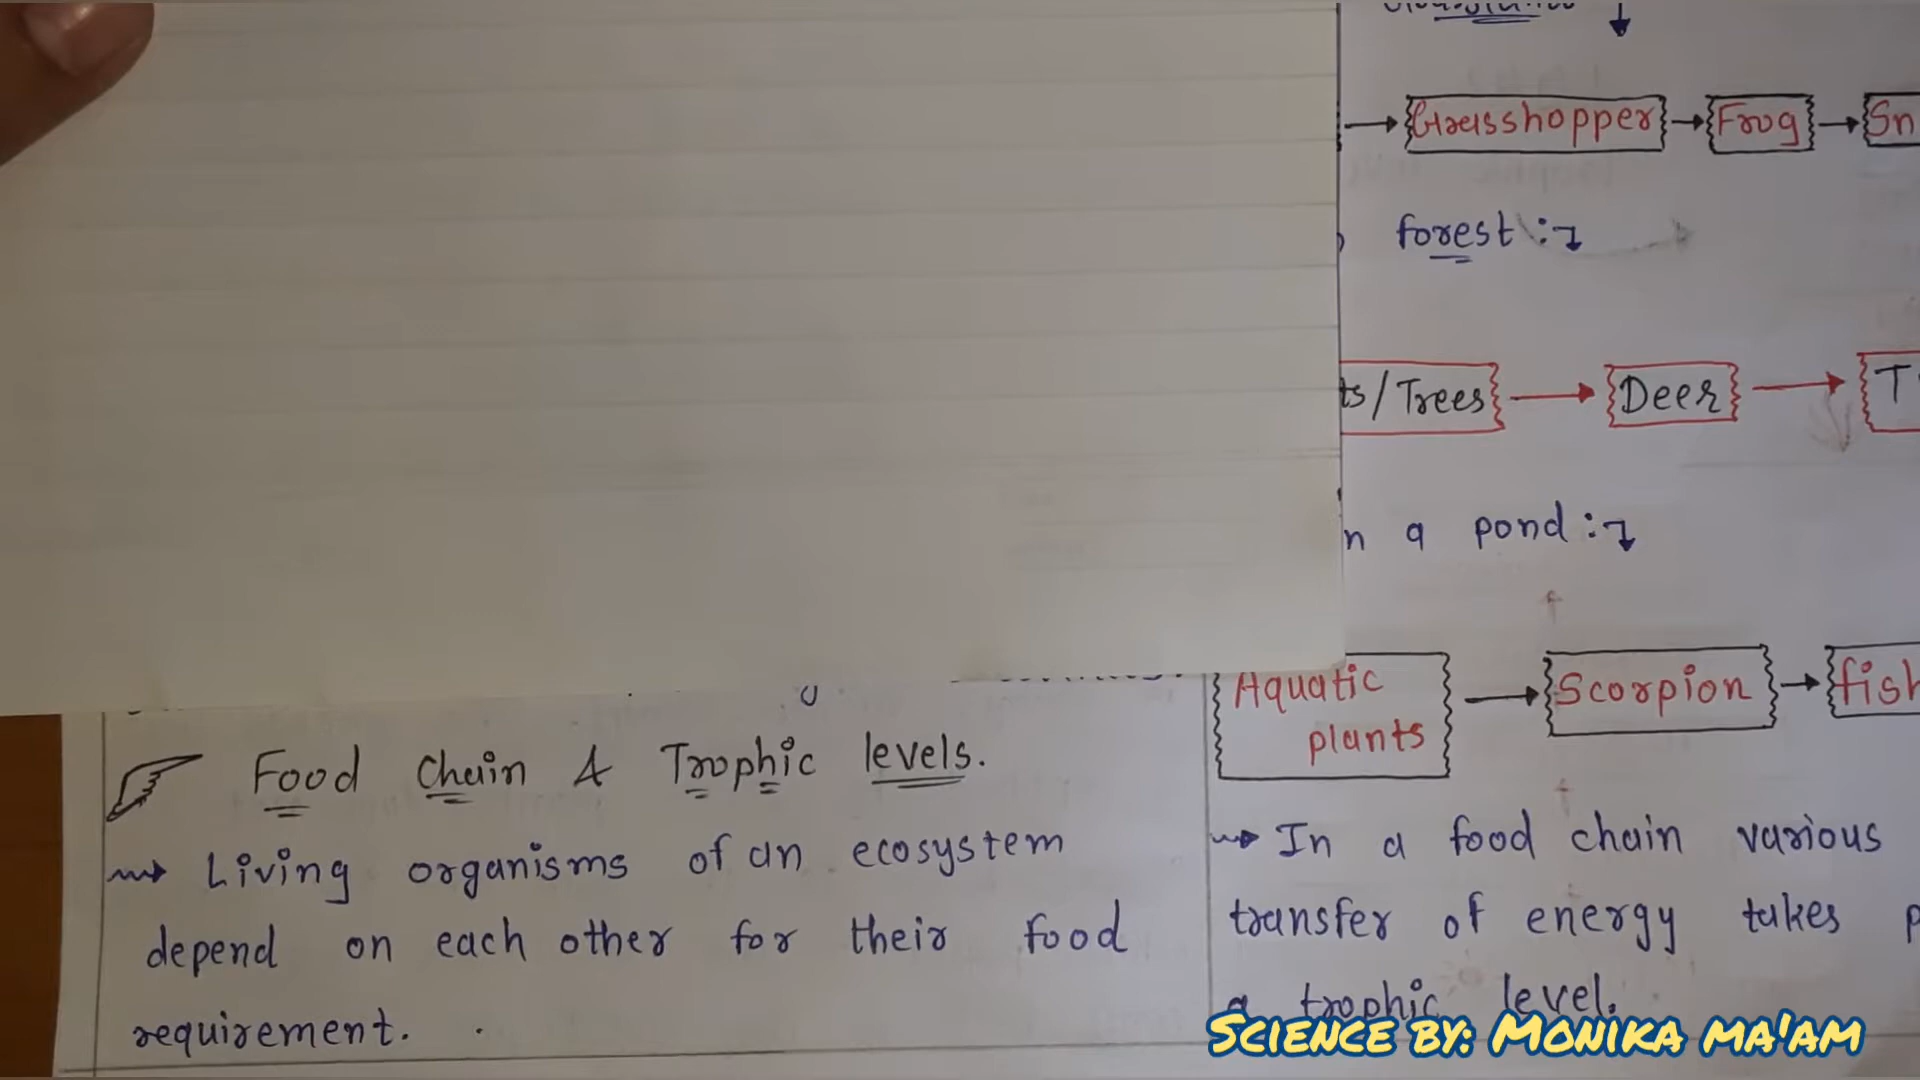 Food Chain & Trophic levels.
Living organisms of an ecosystem
depend on each other for their food
requirement.
Grasshopper → Frog → Sn
forest :
ts/Trees → Deer → T
n a pond :
Aquatic
plants → Scorpion → fish
In a food chain various
transfer of energy takes p
a trophic level.
Science by: Monika ma'am